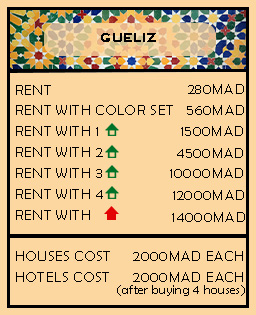 GUELIZ
RENT 280MAD
RENT WITH COLOR SET 560MAD
RENT WITH 1 1500MAD
RENT WITH 2 4500MAD
RENT WITH 3 10000MAD
RENT WITH 4 12000MAD
RENT WITH 14000MAD
HOUSES COST 2000MAD EACH
HOTELS COST 2000MAD EACH
(after buying 4 houses)